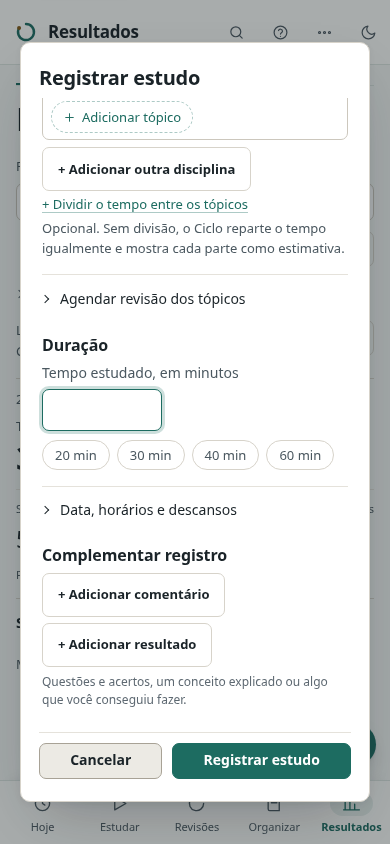 Resultados
Registrar estudo
+ Adicionar tópico
+ Adicionar outra disciplina
+ Dividir o tempo entre os tópicos
Opcional. Sem divisão, o Ciclo reparte o tempo
igualmente e mostra cada parte como estimativa.
Agendar revisão dos tópicos
Duração
Tempo estudado, em minutos
20 min
30 min
40 min
60 min
Data, horários e descansos
Complementar registro
+ Adicionar comentário
+ Adicionar resultado
Questões e acertos, um conceito explicado ou algo
que você conseguiu fazer.
Cancelar
Registrar estudo
Hoje
Estudar
Revisões
Organizar
Resultados